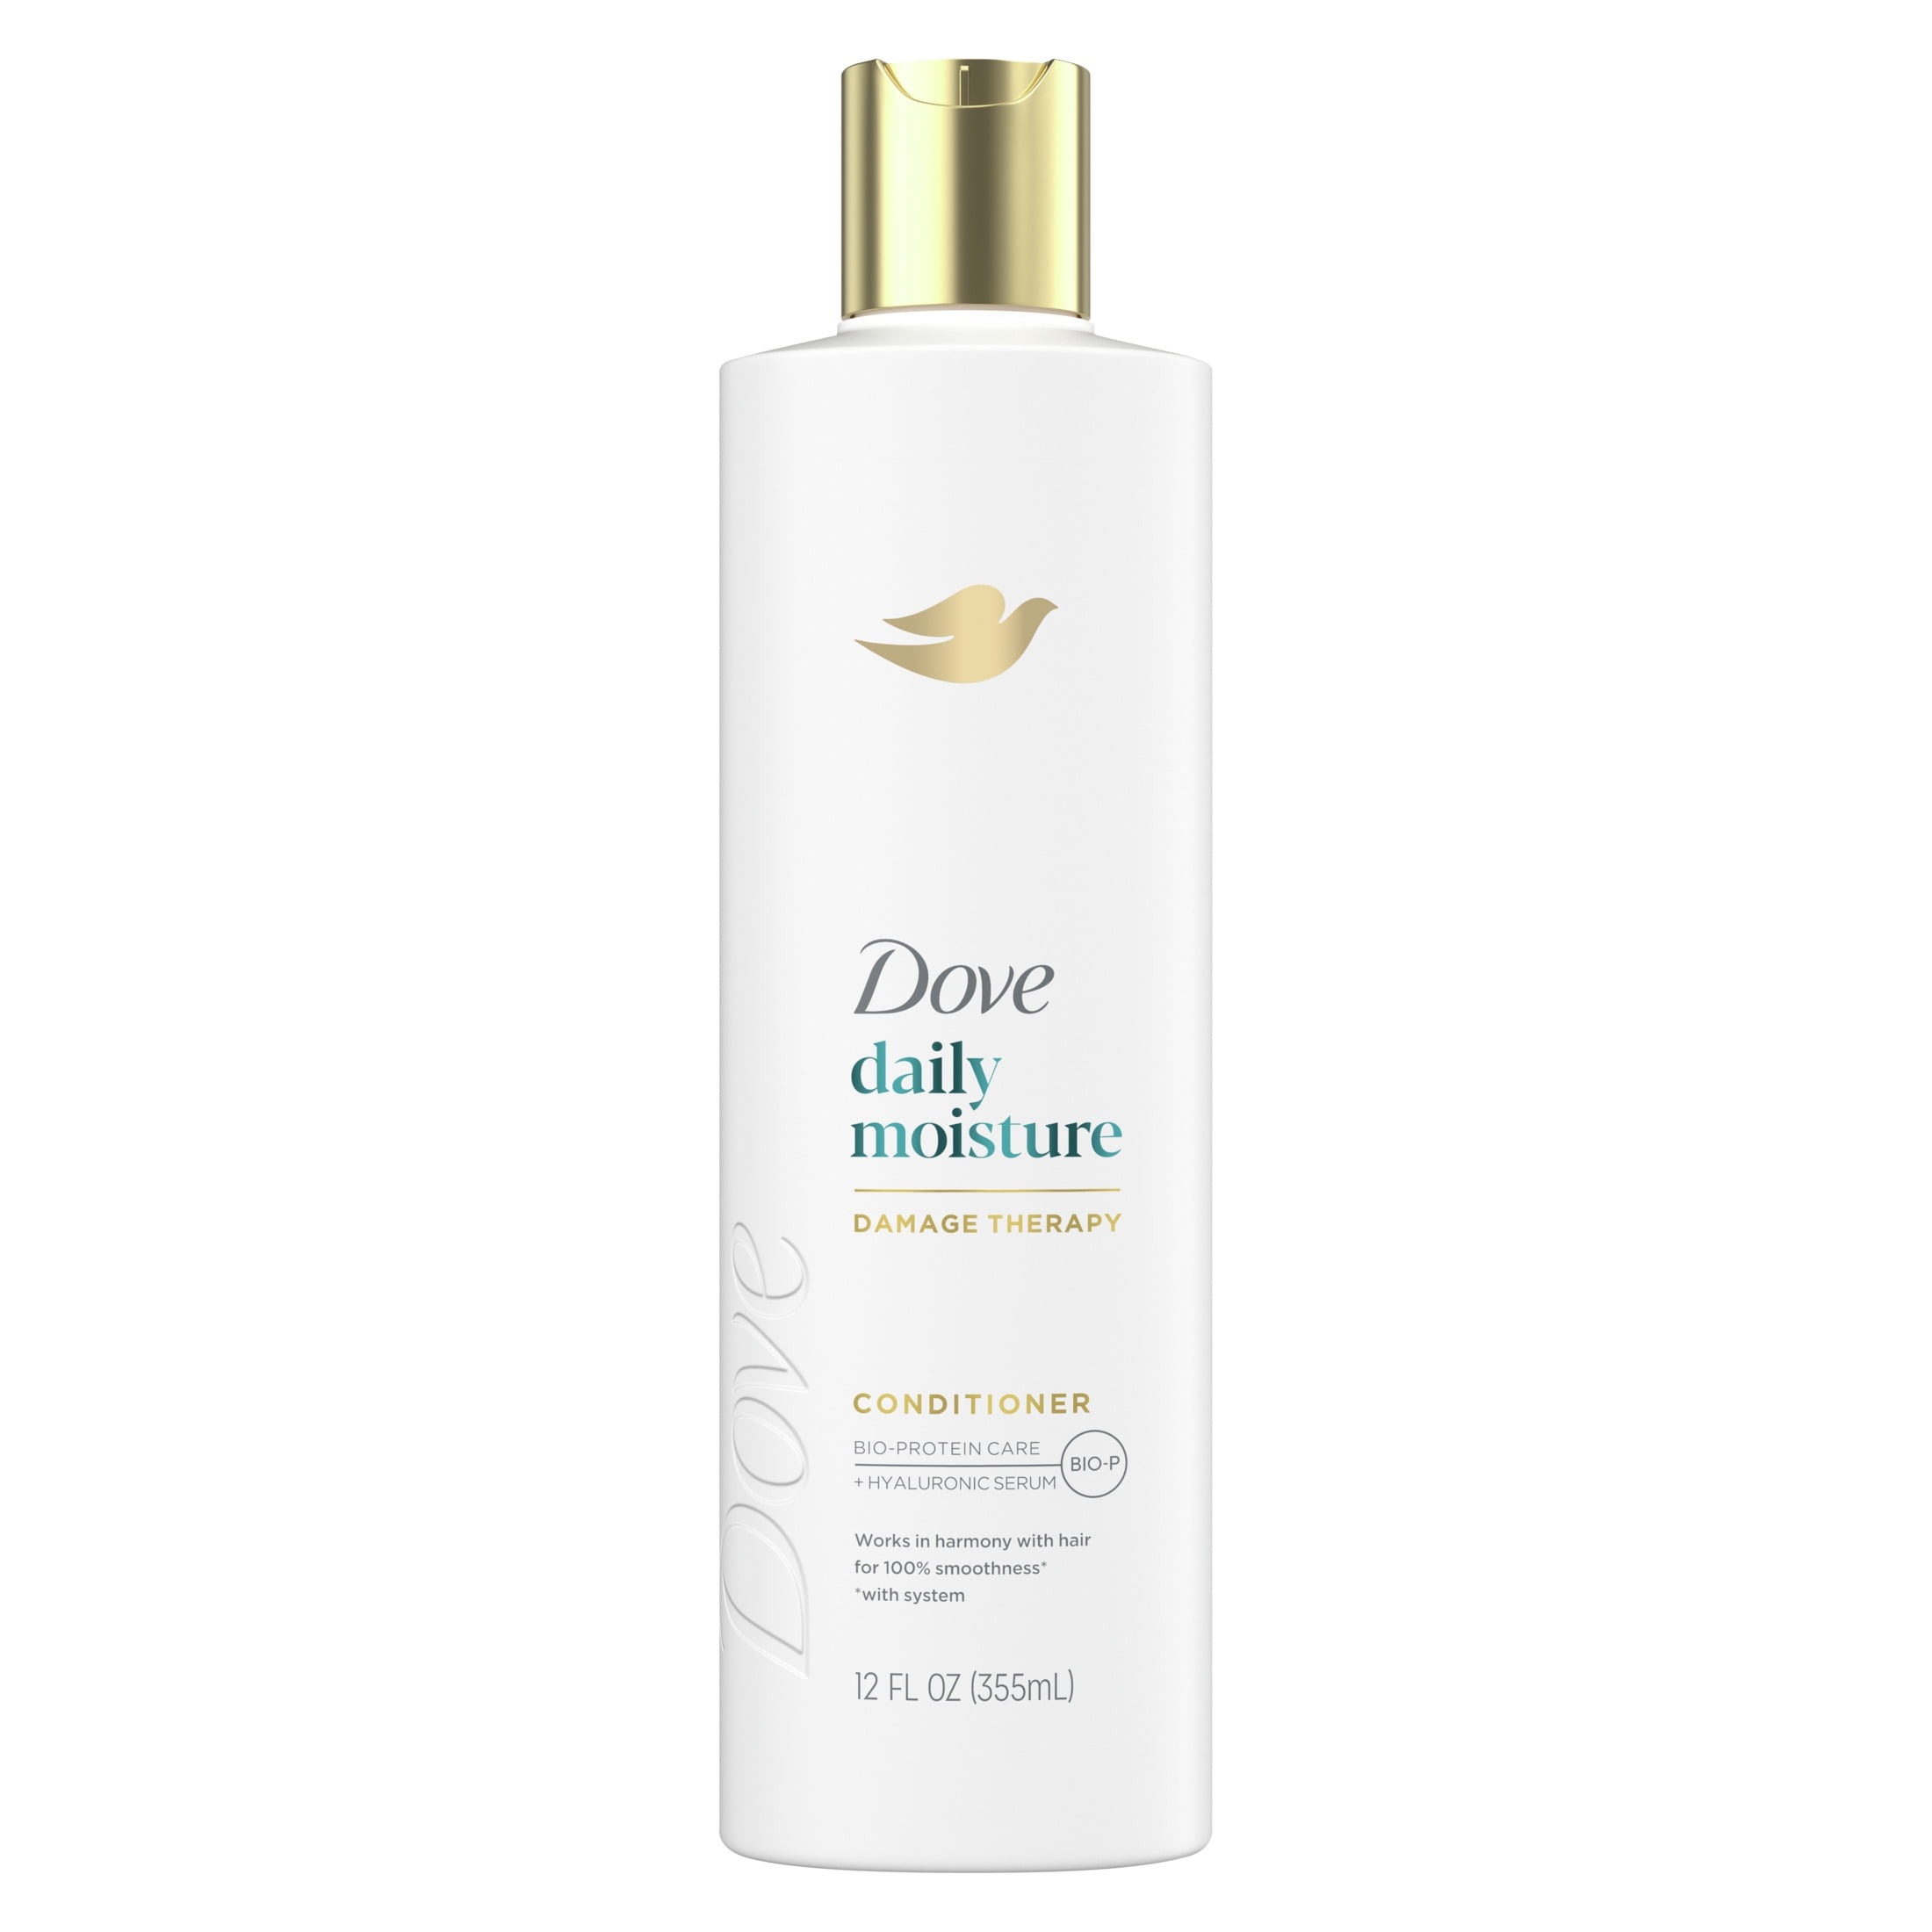 Dove
daily
moisture
DAMAGE THERAPY
Dove
CONDITIONER
BIO-PROTEIN CARE
+ HYALURONIC SERUM
BIO-P
Works in harmony with hair
for 100% smoothness*
*with system
12 FL OZ (355mL)